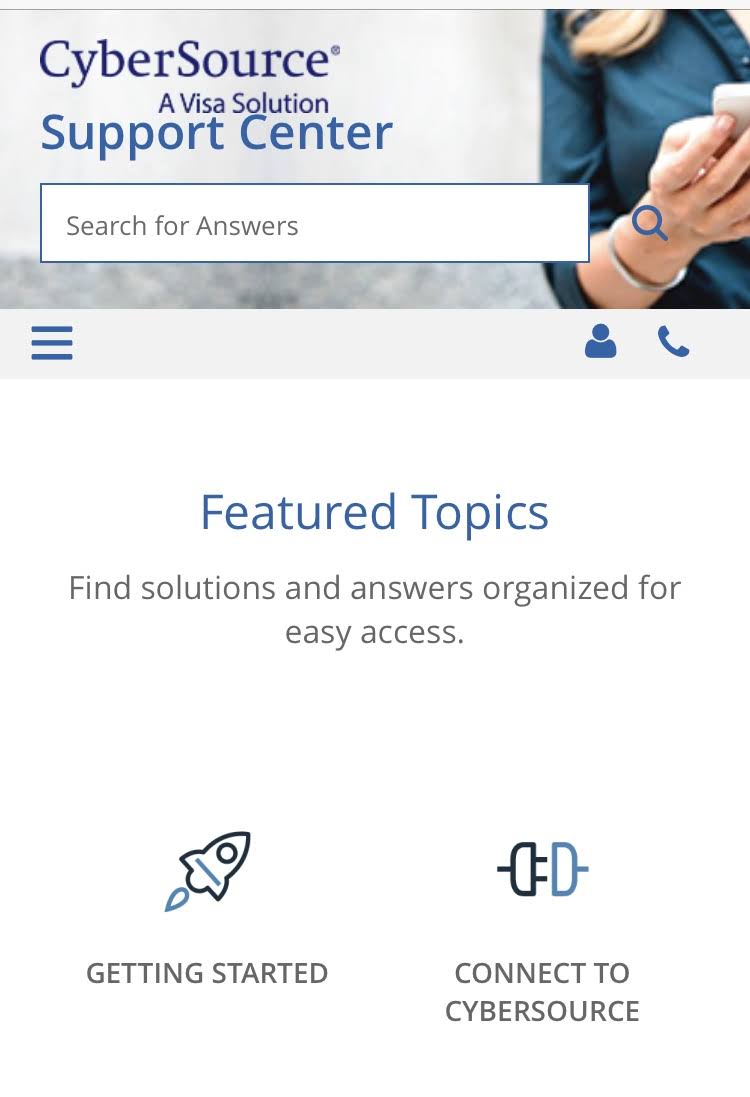 CyberSource®
A Visa Solution
Support Center
Search for Answers
Featured Topics
Find solutions and answers organized for
easy access.
GETTING STARTED
CONNECT TO
CYBERSOURCE